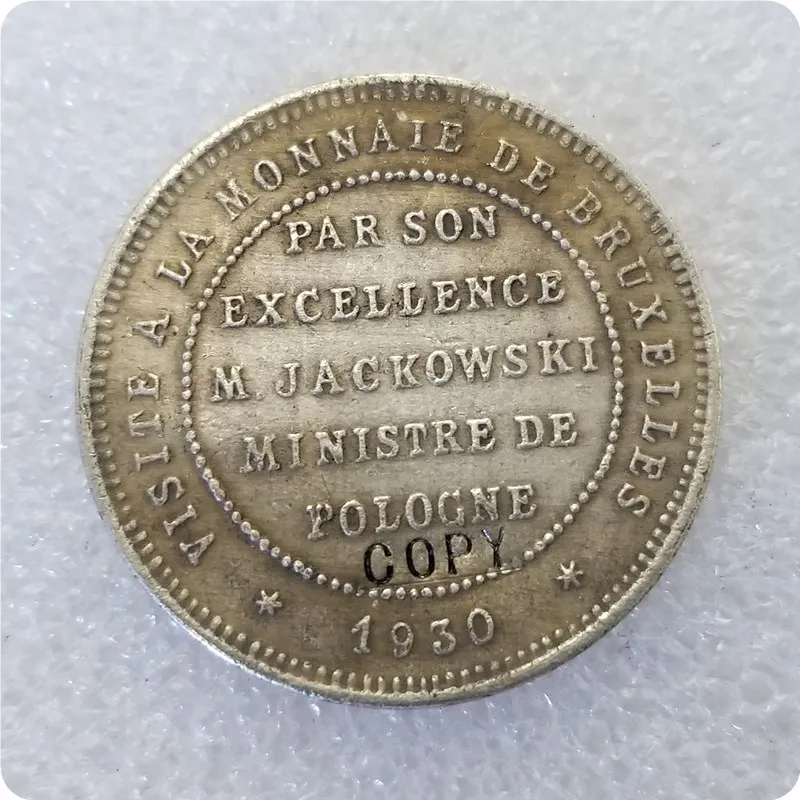 VISITE A LA MONNAIE DE BRUXELLES
PAR SON
EXCELLENCE
M. JACKOWSKI
MINISTRE DE
POLOGNE
COPY
* 1930 *